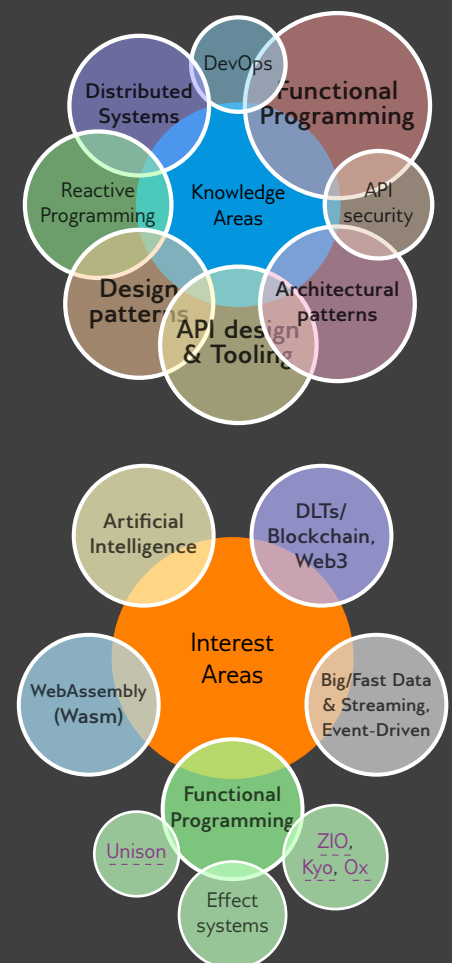 DevOps
Distributed
Systems
Functional
Programming
Reactive
Programming
Knowledge
Areas
API
security
Design
patterns
API design
& Tooling
Architectural
patterns
Artificial
Intelligence
DLTs/
Blockchain,
Web3
Interest
Areas
WebAssembly
(Wasm)
Big/Fast Data
& Streaming,
Event-Driven
Functional
Programming
Unison
ZIO,
Kyo, Ox
Effect
systems